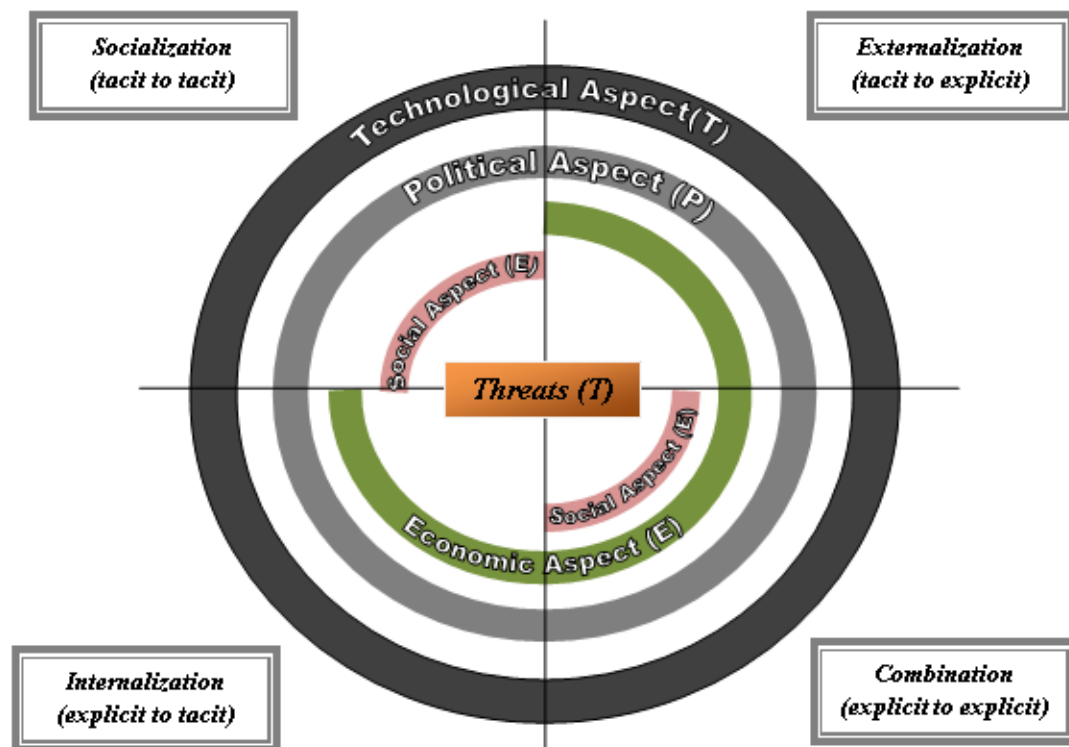 Socialization
(tacit to tacit)
Externalization
(tacit to explicit)
Technological Aspect(T)
Political Aspect (P)
Social Aspect (E)
Threats (T)
Social Aspect (E)
Economic Aspect (E)
Internalization
(explicit to tacit)
Combination
(explicit to explicit)